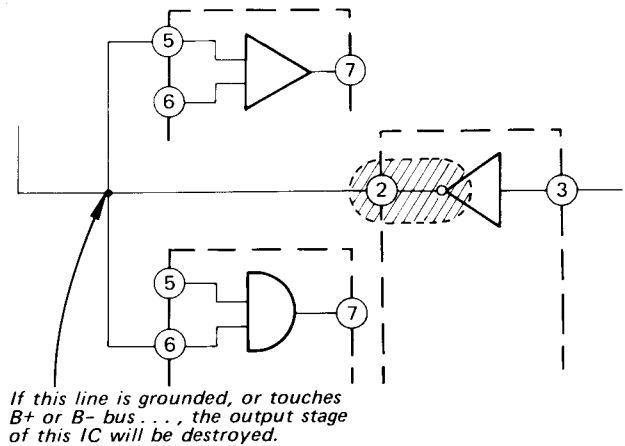 5
6
7
2
3
5
6
7
If this line is grounded, or touches
B+ or B- bus . . . , the output stage
of this IC will be destroyed.